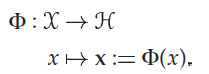 Φ : 𝒳 → ℋ
x ↦ 𝐱 := Φ(x).